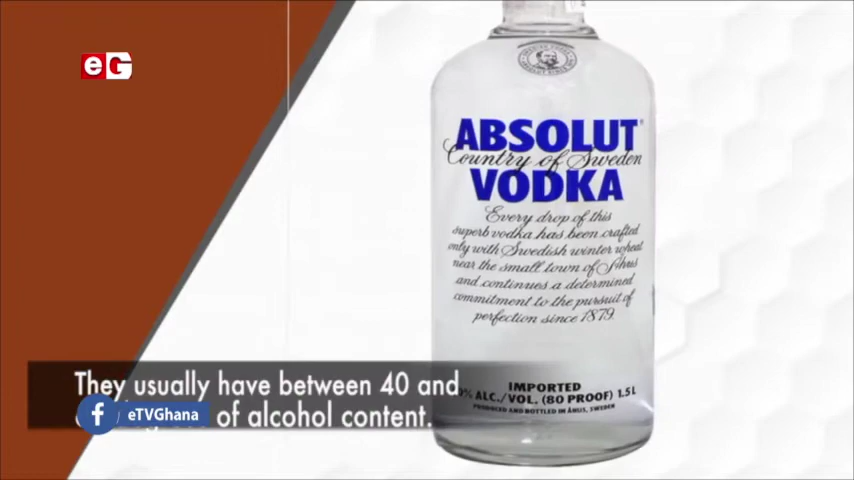 eG
ABSOLUT
Country of Sweden
VODKA
Every drop of this
superb vodka has been crafted
only with Swedish winter wheat
near the small town of Åhus
and continues a determined
commitment to the pursuit of
perfection since 1879.
IMPORTED
% ALC./VOL. (80 PROOF) 1.5L
PRODUCED AND BOTTLED IN ÅHUS, SWEDEN
They usually have between 40 and
of alcohol content.
f eTVGhana